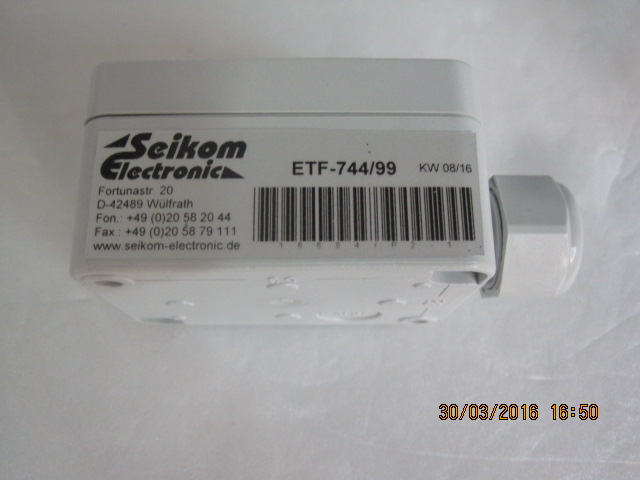 Seikom
Electronic
ETF-744/99
KW 08/16
Fortunastr. 20
D-42489 Wülfrath
Fon.: +49 (0)20 58 20 44
Fax.: +49 (0)20 58 79 111
www.seikom-electronic.de
30/03/2016 16:50